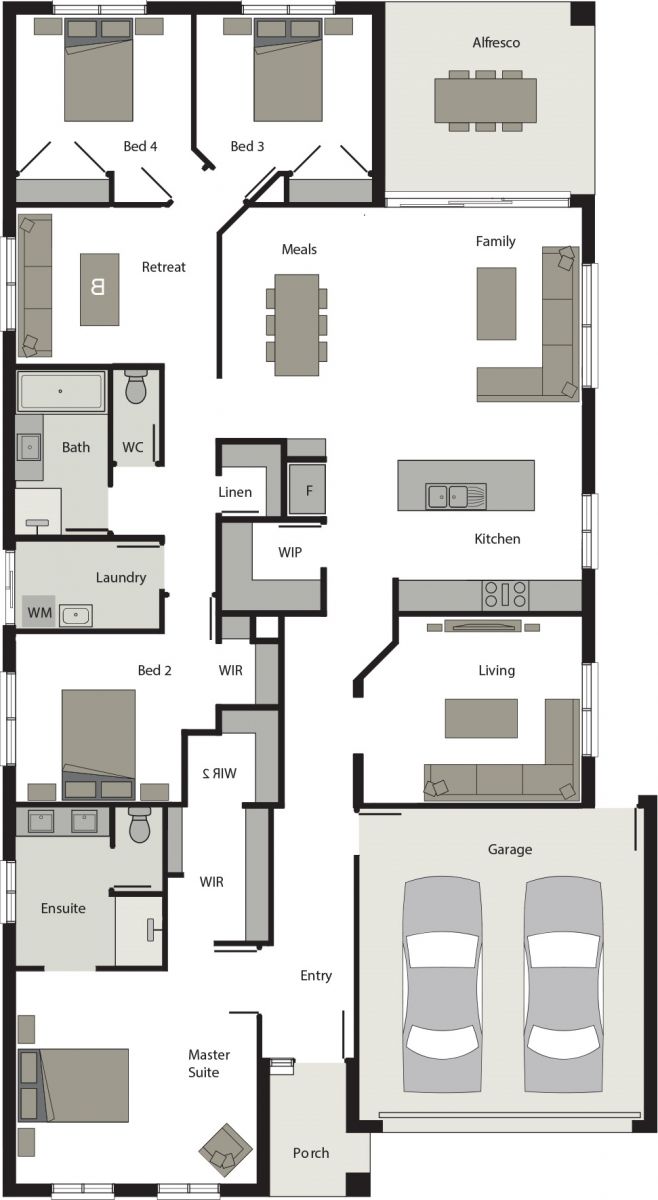 Alfresco
Bed 4
Bed 3
Meals
Family
Retreat
B
Bath
WC
Linen
F
Kitchen
WIP
Laundry
WM
Bed 2
WIR
Living
WIR 2
WIR
Garage
Ensuite
Entry
Master
Suite
Porch